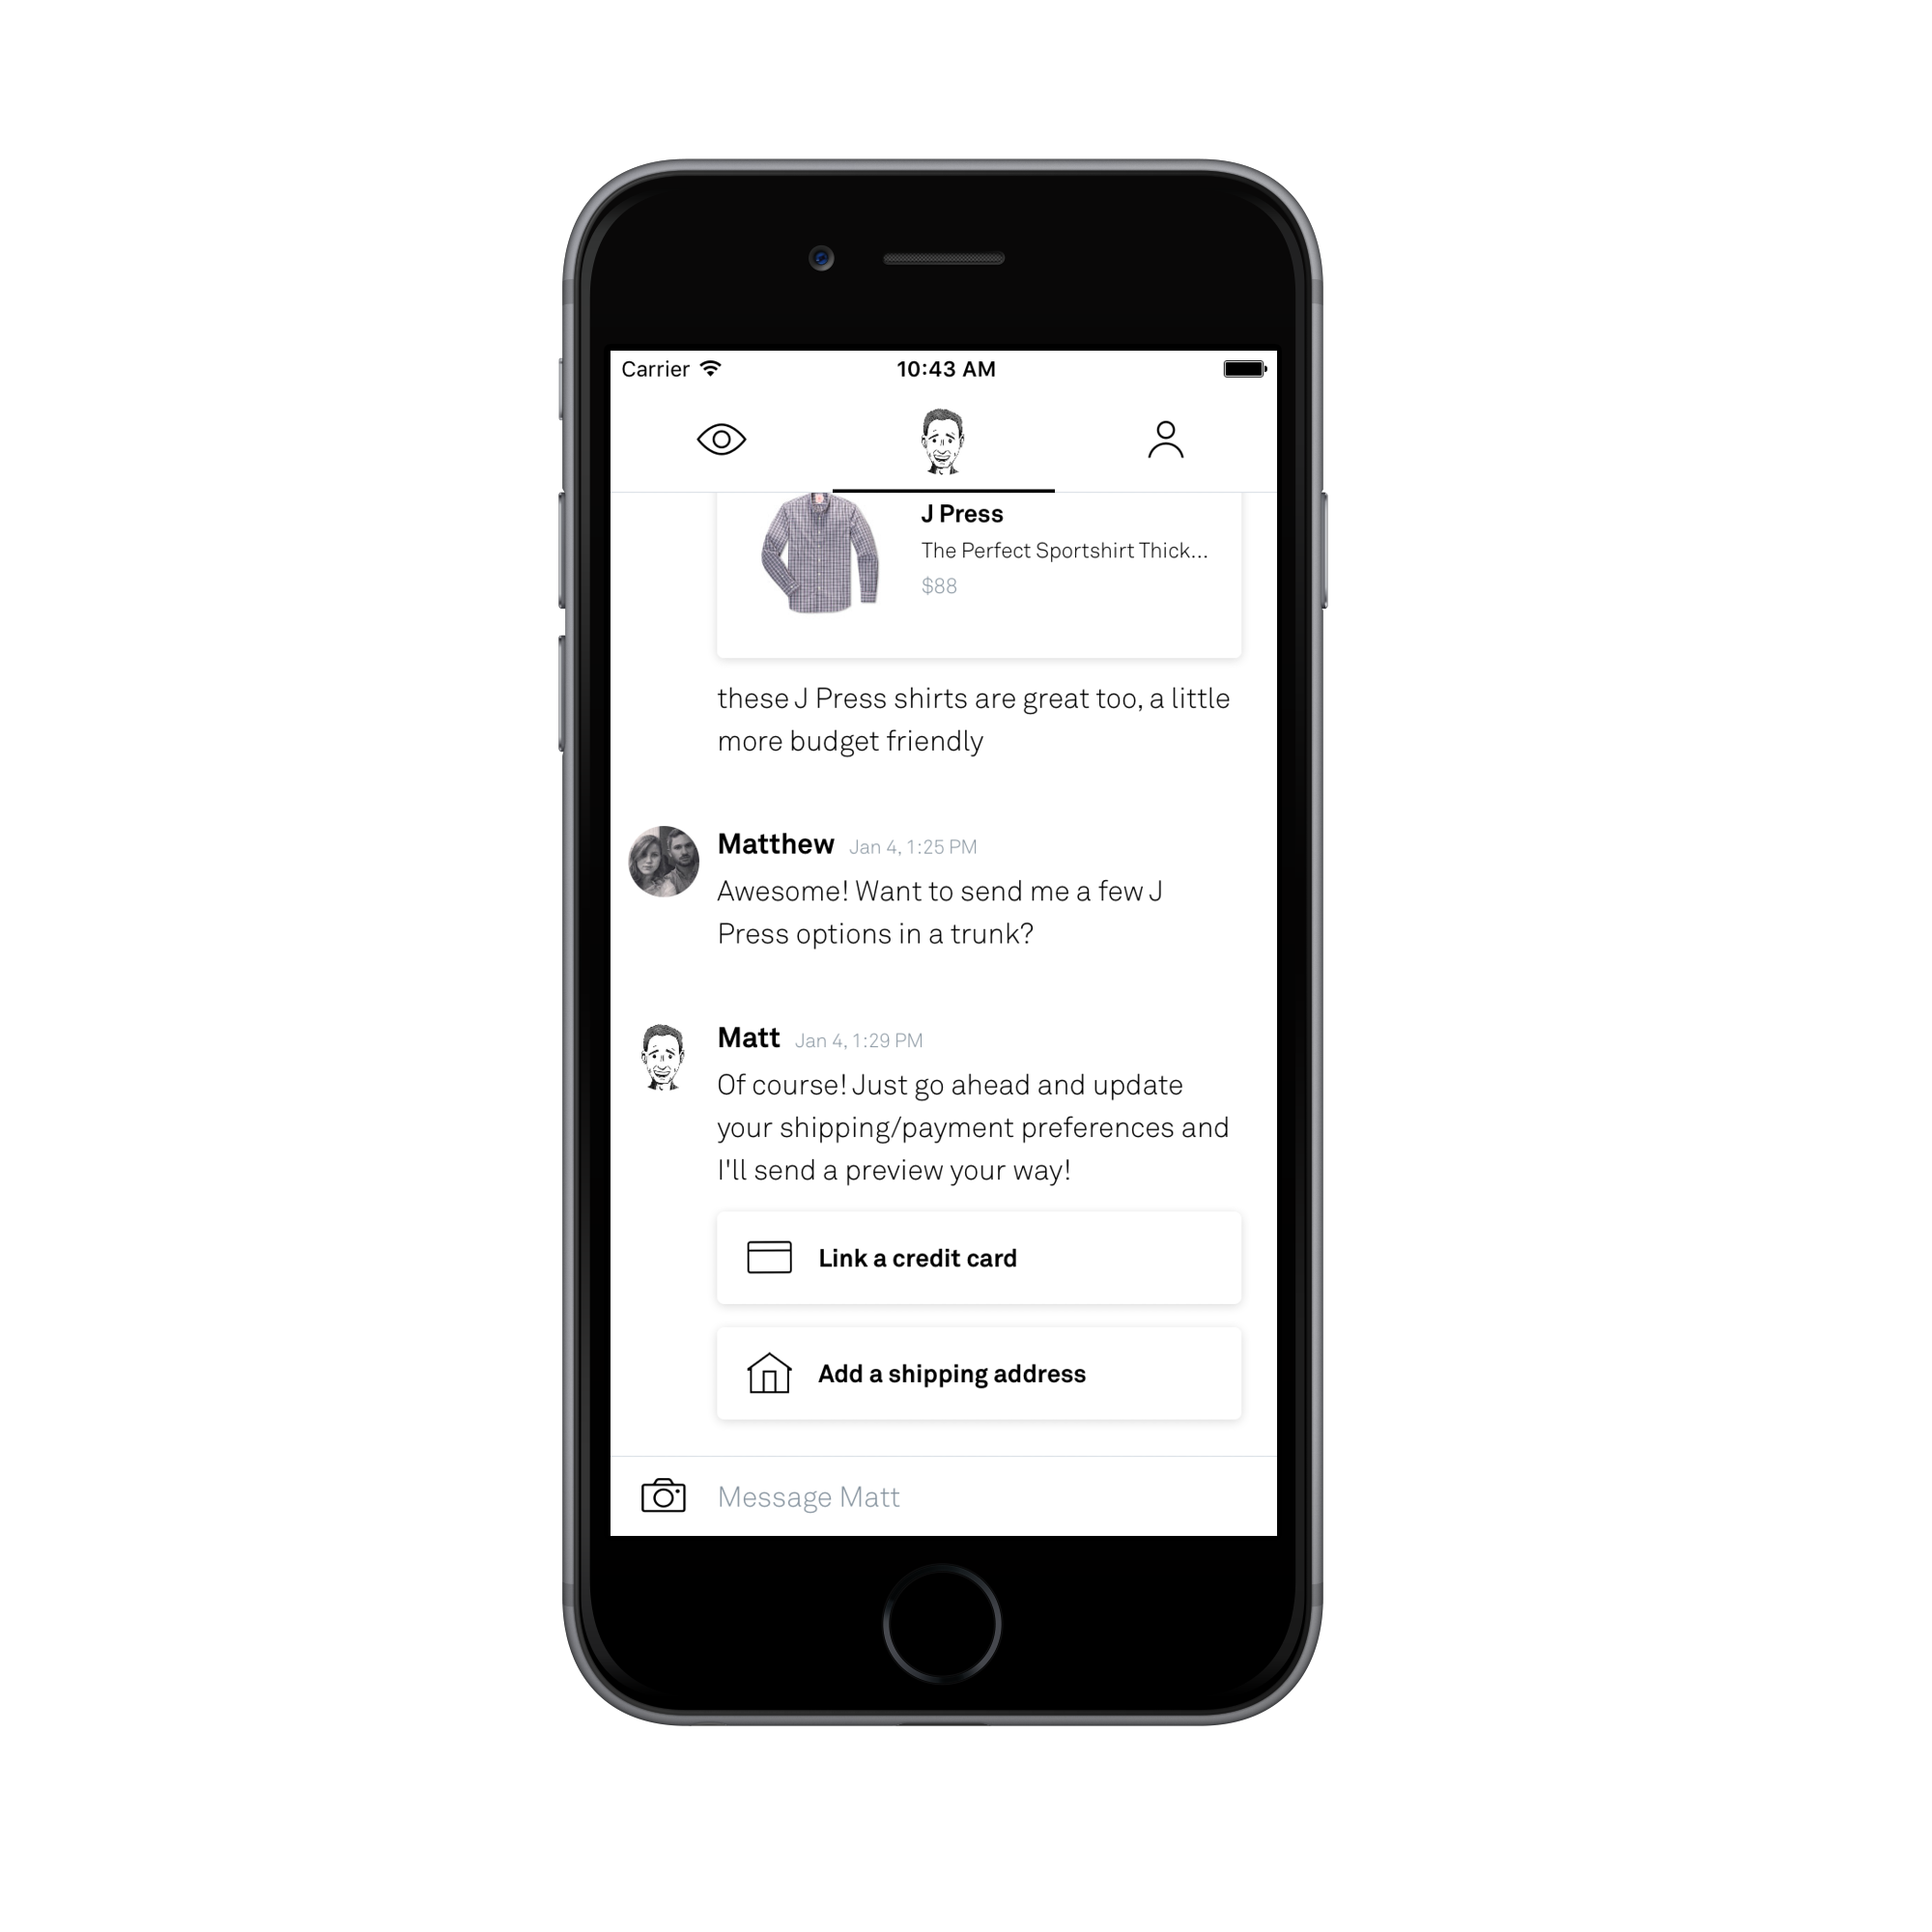 Carrier 10:43 AM
J Press
The Perfect Sportshirt Thick...
$88
these J Press shirts are great too, a little
more budget friendly
Matthew Jan 4, 1:25 PM
Awesome! Want to send me a few J
Press options in a trunk?
Matt Jan 4, 1:29 PM
Of course! Just go ahead and update
your shipping/payment preferences and
I'll send a preview your way!
Link a credit card
Add a shipping address
Message Matt